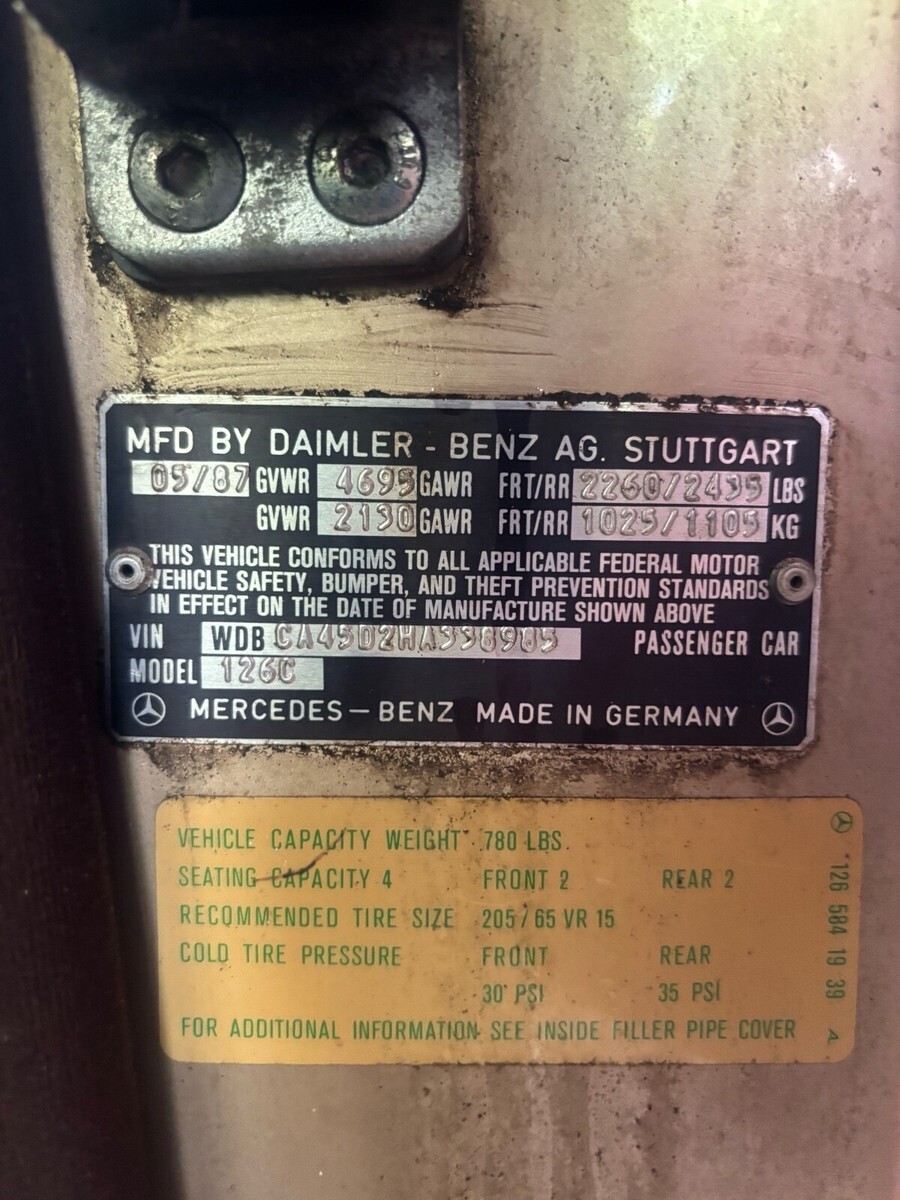 MFD BY DAIMLER - BENZ AG. STUTTGART
05/87 GVWR 4695 GAWR FRT/RR 2260/2435 LBS
GVWR 2130 GAWR FRT/RR 1025/1105 KG
THIS VEHICLE CONFORMS TO ALL APPLICABLE FEDERAL MOTOR
VEHICLE SAFETY, BUMPER, AND THEFT PREVENTION STANDARDS
IN EFFECT ON THE DATE OF MANUFACTURE SHOWN ABOVE
VIN WDB CA45D2HA338985 PASSENGER CAR
MODEL 126C
MERCEDES - BENZ MADE IN GERMANY
VEHICLE CAPACITY WEIGHT 780 LBS.
SEATING CAPACITY 4 FRONT 2 REAR 2
RECOMMENDED TIRE SIZE 205/65 VR 15
COLD TIRE PRESSURE FRONT REAR
30 PSI 35 PSI
FOR ADDITIONAL INFORMATION SEE INSIDE FILLER PIPE COVER
126 584 19 39 A